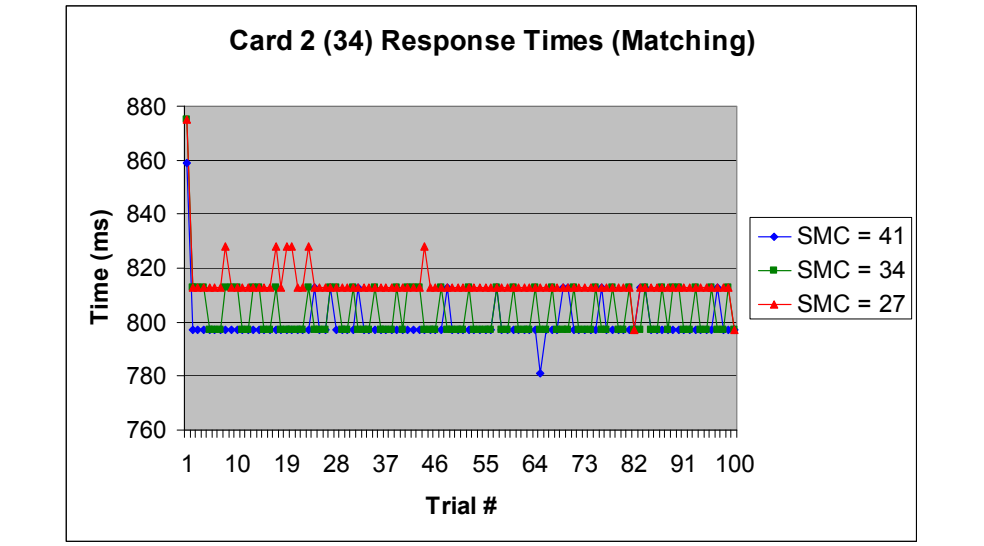 Card 2 (34) Response Times (Matching)
880
860
840
820
800
780
760
Time (ms)
1 10 19 28 37 46 55 64 73 82 91 100
Trial #
SMC = 41
SMC = 34
SMC = 27